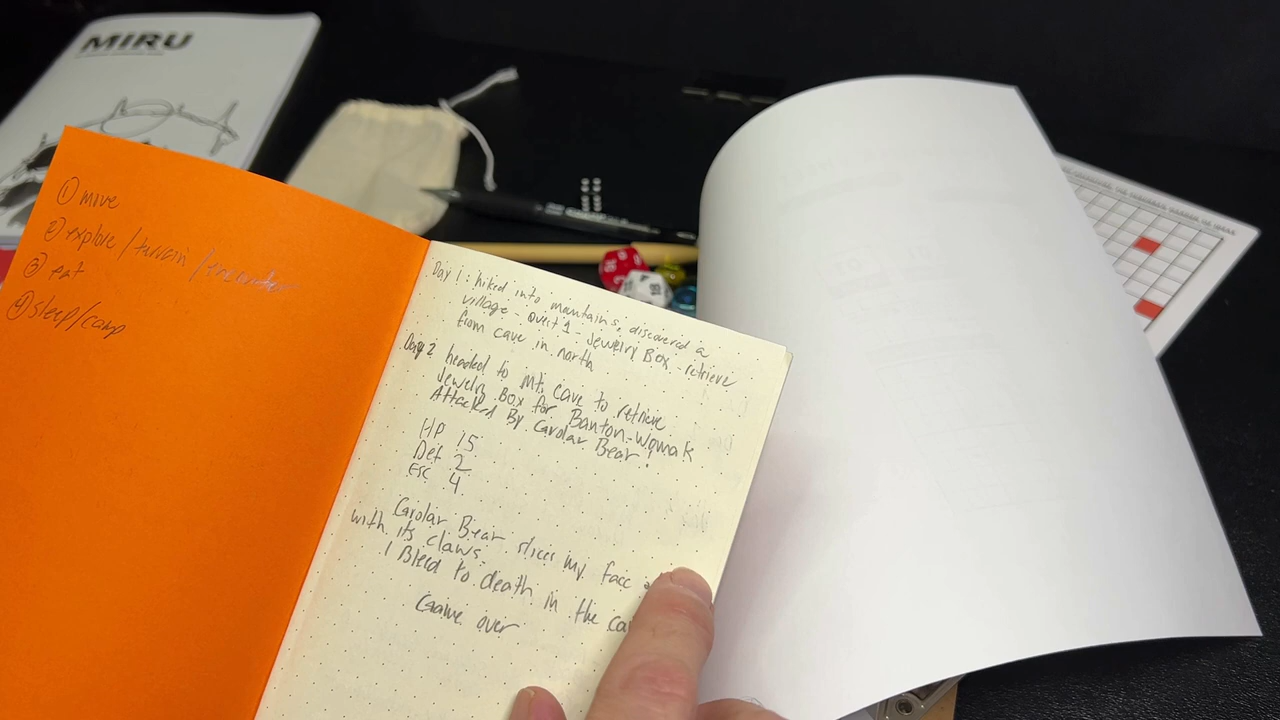 MIRU
① move
② explore/terrain/encounter
③ eat
④ sleep/camp
Day 1: hiked into mountains, discovered a
village - quest 1 - Jewelry Box - retrieve
from cave in north
Day 2 headed to Mt. cave to retrieve
Jewelry Box for Banton-Womak
Attacked By Carolar Bear!
HP 15
Def 2
Esc 4
Carolar Bear slices my face
with its claws.
I Bleed to death in the
Game over